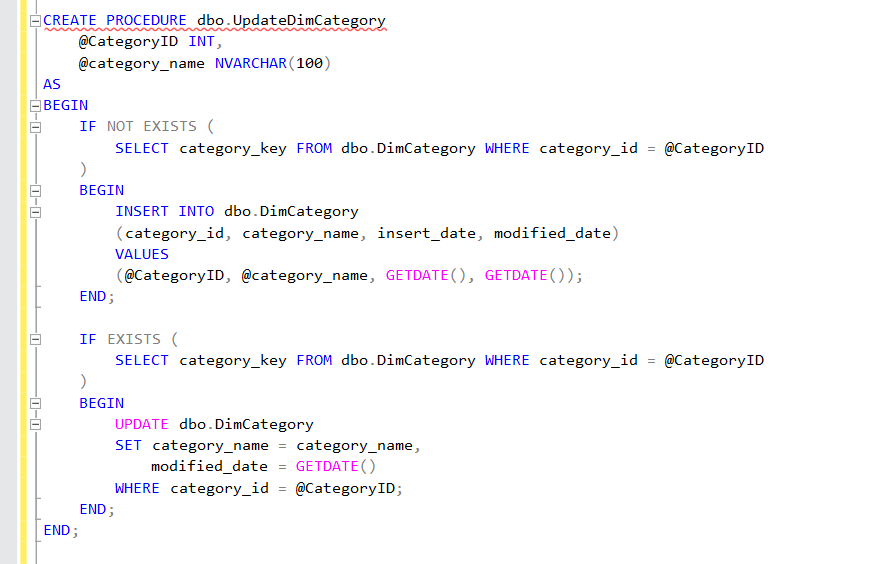 CREATE PROCEDURE dbo.UpdateDimCategory
    @CategoryID INT,
    @category_name NVARCHAR(100)
AS
BEGIN
    IF NOT EXISTS (
        SELECT category_key FROM dbo.DimCategory WHERE category_id = @CategoryID
    )
    BEGIN
        INSERT INTO dbo.DimCategory
        (category_id, category_name, insert_date, modified_date)
        VALUES
        (@CategoryID, @category_name, GETDATE(), GETDATE());
    END;

    IF EXISTS (
        SELECT category_key FROM dbo.DimCategory WHERE category_id = @CategoryID
    )
    BEGIN
        UPDATE dbo.DimCategory
        SET category_name = category_name,
            modified_date = GETDATE()
        WHERE category_id = @CategoryID;
    END;
END;